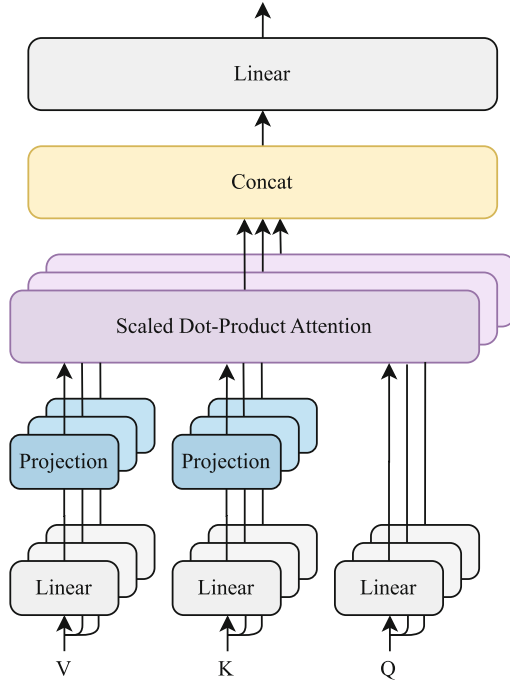 Linear
Concat
Scaled Dot-Product Attention
Projection Projection
Linear Linear Linear
V K Q